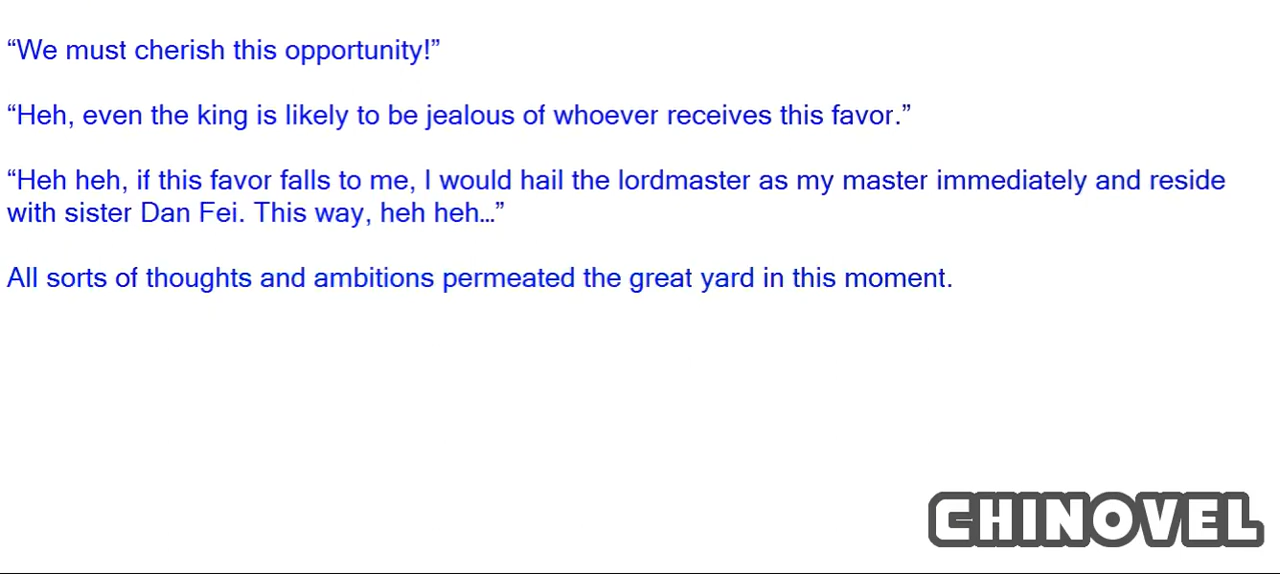 “We must cherish this opportunity!”
“Heh, even the king is likely to be jealous of whoever receives this favor.”
“Heh heh, if this favor falls to me, I would hail the lordmaster as my master immediately and reside
with sister Dan Fei. This way, heh heh…”
All sorts of thoughts and ambitions permeated the great yard in this moment.
CHINOVEL